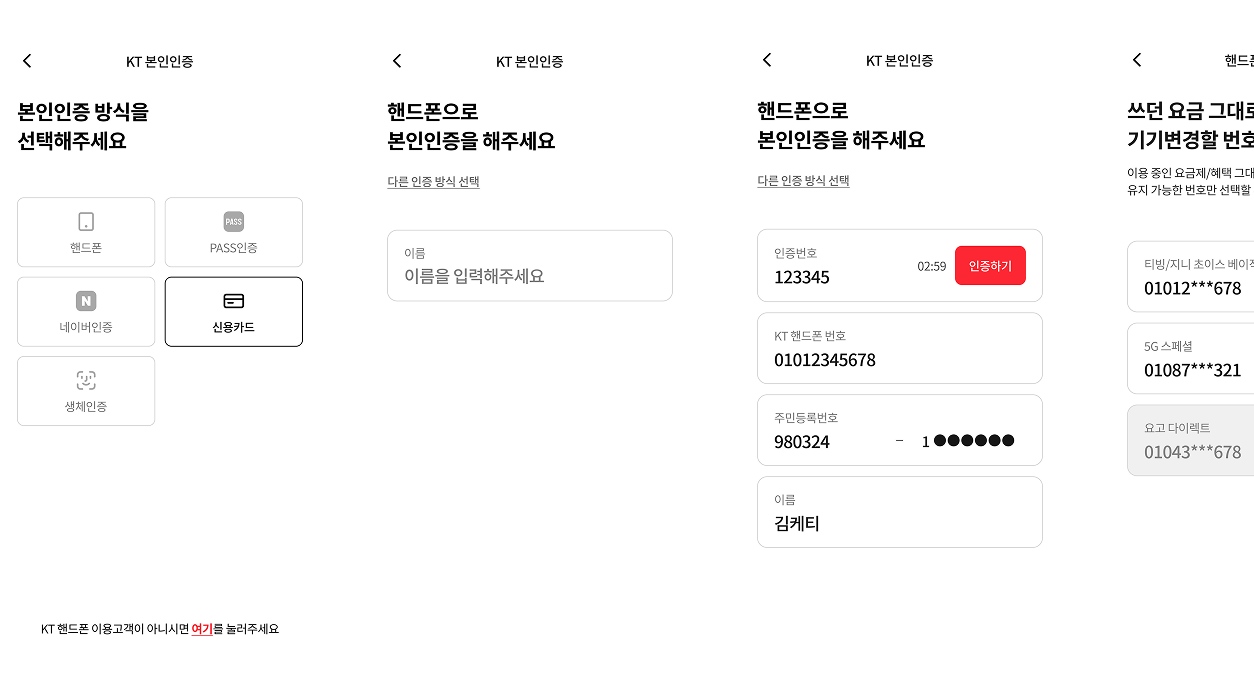 KT 본인인증
본인인증 방식을
선택해주세요
핸드폰
PASS
PASS인증
N
네이버인증
신용카드
생체인증
KT 핸드폰 이용고객이 아니시면 여기를 눌러주세요
KT 본인인증
핸드폰으로
본인인증을 해주세요
다른 인증 방식 선택
이름
이름을 입력해주세요
KT 본인인증
핸드폰으로
본인인증을 해주세요
다른 인증 방식 선택
인증번호
123345 02:59 인증하기
KT 핸드폰 번호
01012345678
주민등록번호
980324 – 1●●●●●●
이름
김케티
핸드
쓰던 요금 그대
기기변경할 번호
이용 중인 요금제/혜택 그대
유지 가능한 번호만 선택할
티빙/지니 초이스 베이
01012***678
5G 스페셜
01087***321
요고 다이렉트
01043***678